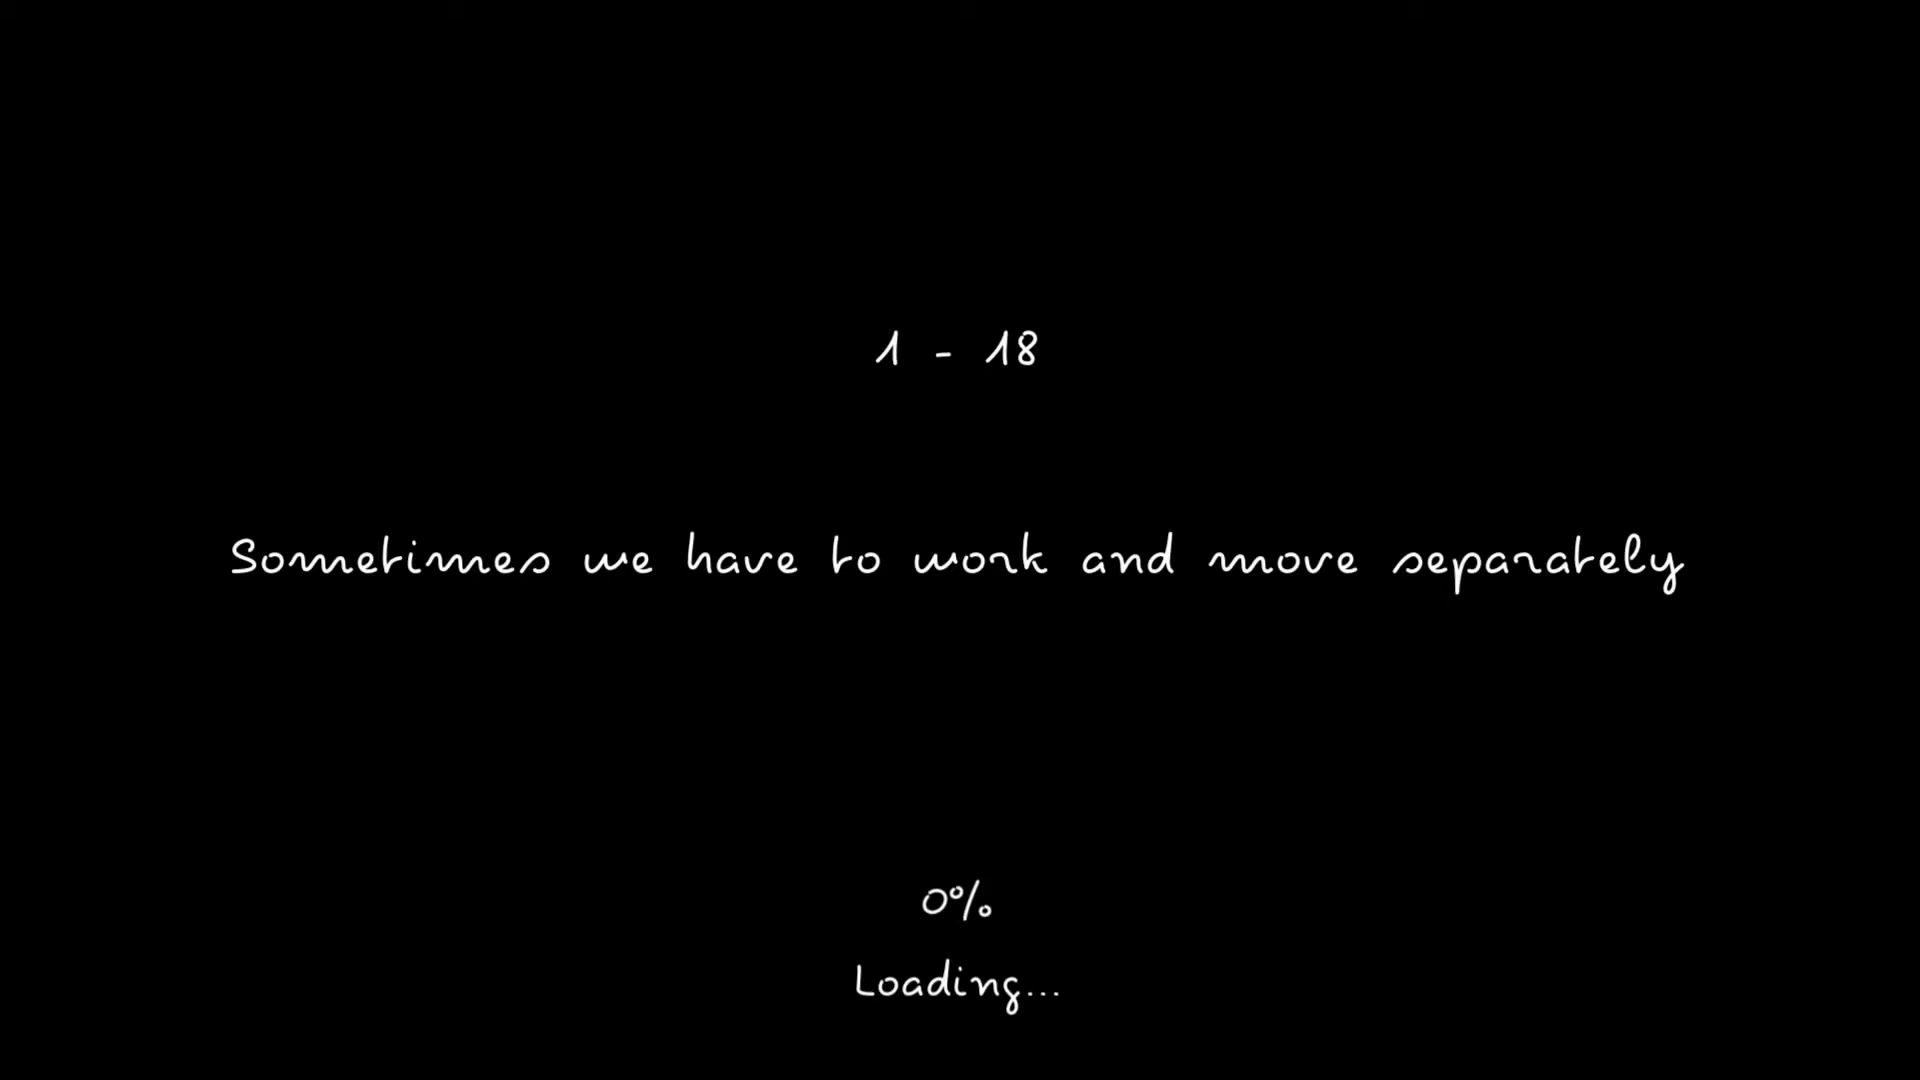 1 - 18
Sometimes we have to work and move separately
0%
Loading...